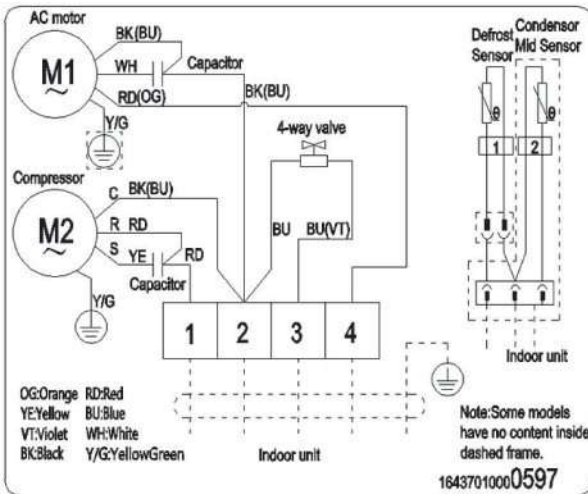 AC motor
M1
~
BK(BU)
WH
Capacitor
RD(OG)
BK(BU)
Y/G
4-way valve
Compressor
M2
~
C BK(BU)
R RD
S YE
RD
Capacitor
Y/G
BU
BU(VT)
1 2 3 4
Indoor unit
OG:Orange RD:Red
YE:Yellow BU:Blue
VT:Violet WH:White
BK:Black Y/G:YellowGreen
Defrost
Sensor
Condensor
Mid Sensor
θ
θ
1 2
Indoor unit
Note:Some models
have no content inside
dashed frame.
16437010000597